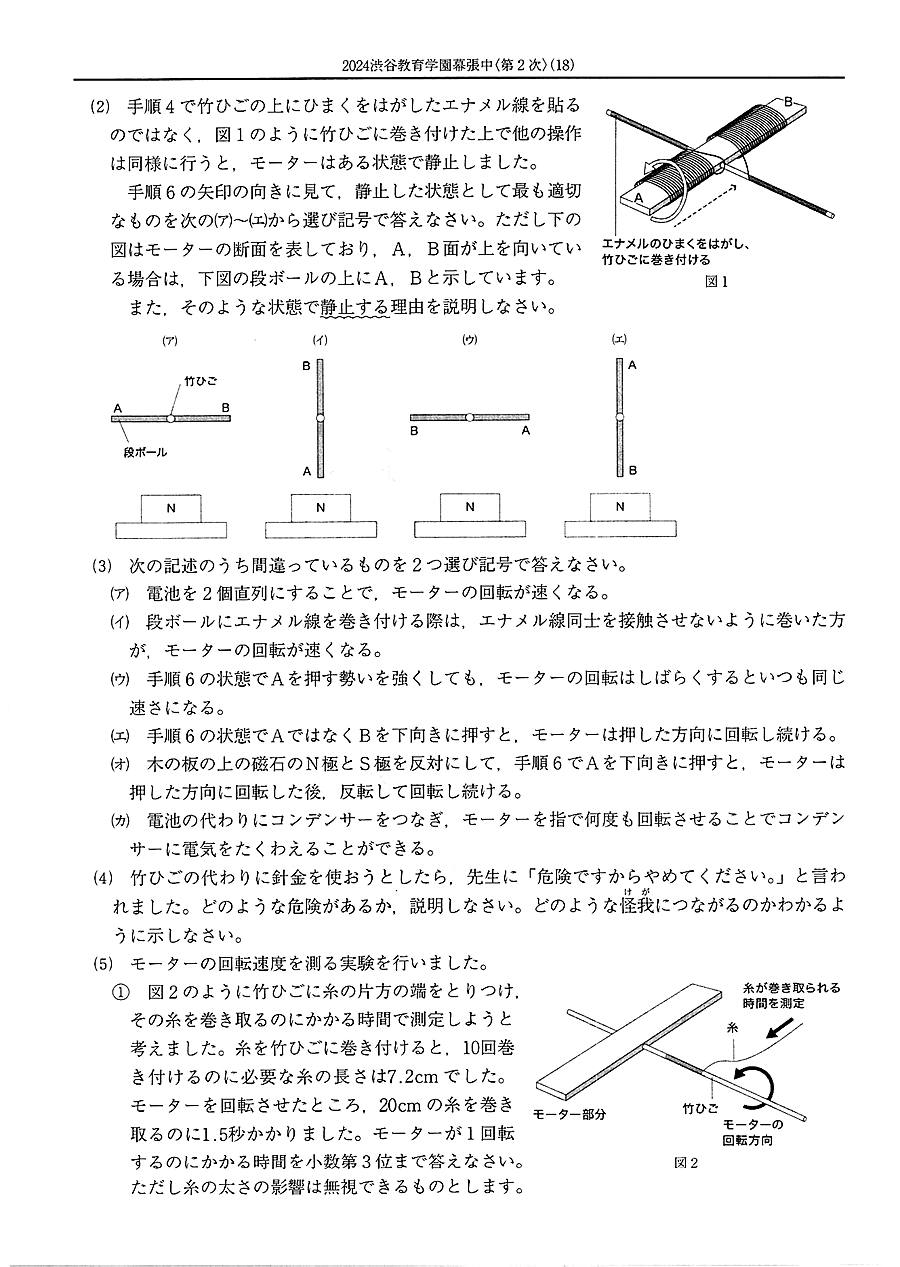 2024渋谷教育学園幕張中〈第2次〉(18)
(2) 手順4で竹ひごの上にひまくをはがしたエナメル線を貼る
のではなく，図1のように竹ひごに巻き付けた上で他の操作
は同様に行うと，モーターはある状態で静止しました。
手順6の矢印の向きに見て，静止した状態として最も適切
なものを次の(ア)～(エ)から選び記号で答えなさい。ただし下の
図はモーターの断面を表しており，A，B面が上を向いてい
る場合は，下図の段ボールの上にA，Bと示しています。
また，そのような状態で静止する理由を説明しなさい。
B
A
エナメルのひまくをはがし、
竹ひごに巻き付ける
図1
(ア) (イ) (ウ) (エ)
竹ひご
A B
段ボール
B
A
B A
A
B
N N N N
(3) 次の記述のうち間違っているものを2つ選び記号で答えなさい。
(ア) 電池を2個直列にすることで，モーターの回転が速くなる。
(イ) 段ボールにエナメル線を巻き付ける際は，エナメル線同士を接触させないように巻いた方
が，モーターの回転が速くなる。
(ウ) 手順6の状態でAを押す勢いを強くしても，モーターの回転はしばらくするといつも同じ
速さになる。
(エ) 手順6の状態でAではなくBを下向きに押すと，モーターは押した方向に回転し続ける。
(オ) 木の板の上の磁石のN極とS極を反対にして，手順6でAを下向きに押すと，モーターは
押した方向に回転した後，反転して回転し続ける。
(カ) 電池の代わりにコンデンサーをつなぎ，モーターを指で何度も回転させることでコンデン
サーに電気をたくわえることができる。
(4) 竹ひごの代わりに針金を使おうとしたら，先生に「危険ですからやめてください。」と言わ
れました。どのような危険があるか，説明しなさい。どのような怪我につながるのかわかるよ
けが
うに示しなさい。
(5) モーターの回転速度を測る実験を行いました。
① 図2のように竹ひごに糸の片方の端をとりつけ，
その糸を巻き取るのにかかる時間で測定しようと
考えました。糸を竹ひごに巻き付けると，10回巻
き付けるのに必要な糸の長さは7.2cmでした。
モーターを回転させたところ，20cmの糸を巻き
取るのに1.5秒かかりました。モーターが1回転
するのにかかる時間を小数第3位まで答えなさい。
ただし糸の太さの影響は無視できるものとします。
糸が巻き取られる
時間を測定
糸
竹ひご
モーター部分
モーターの
回転方向
図2